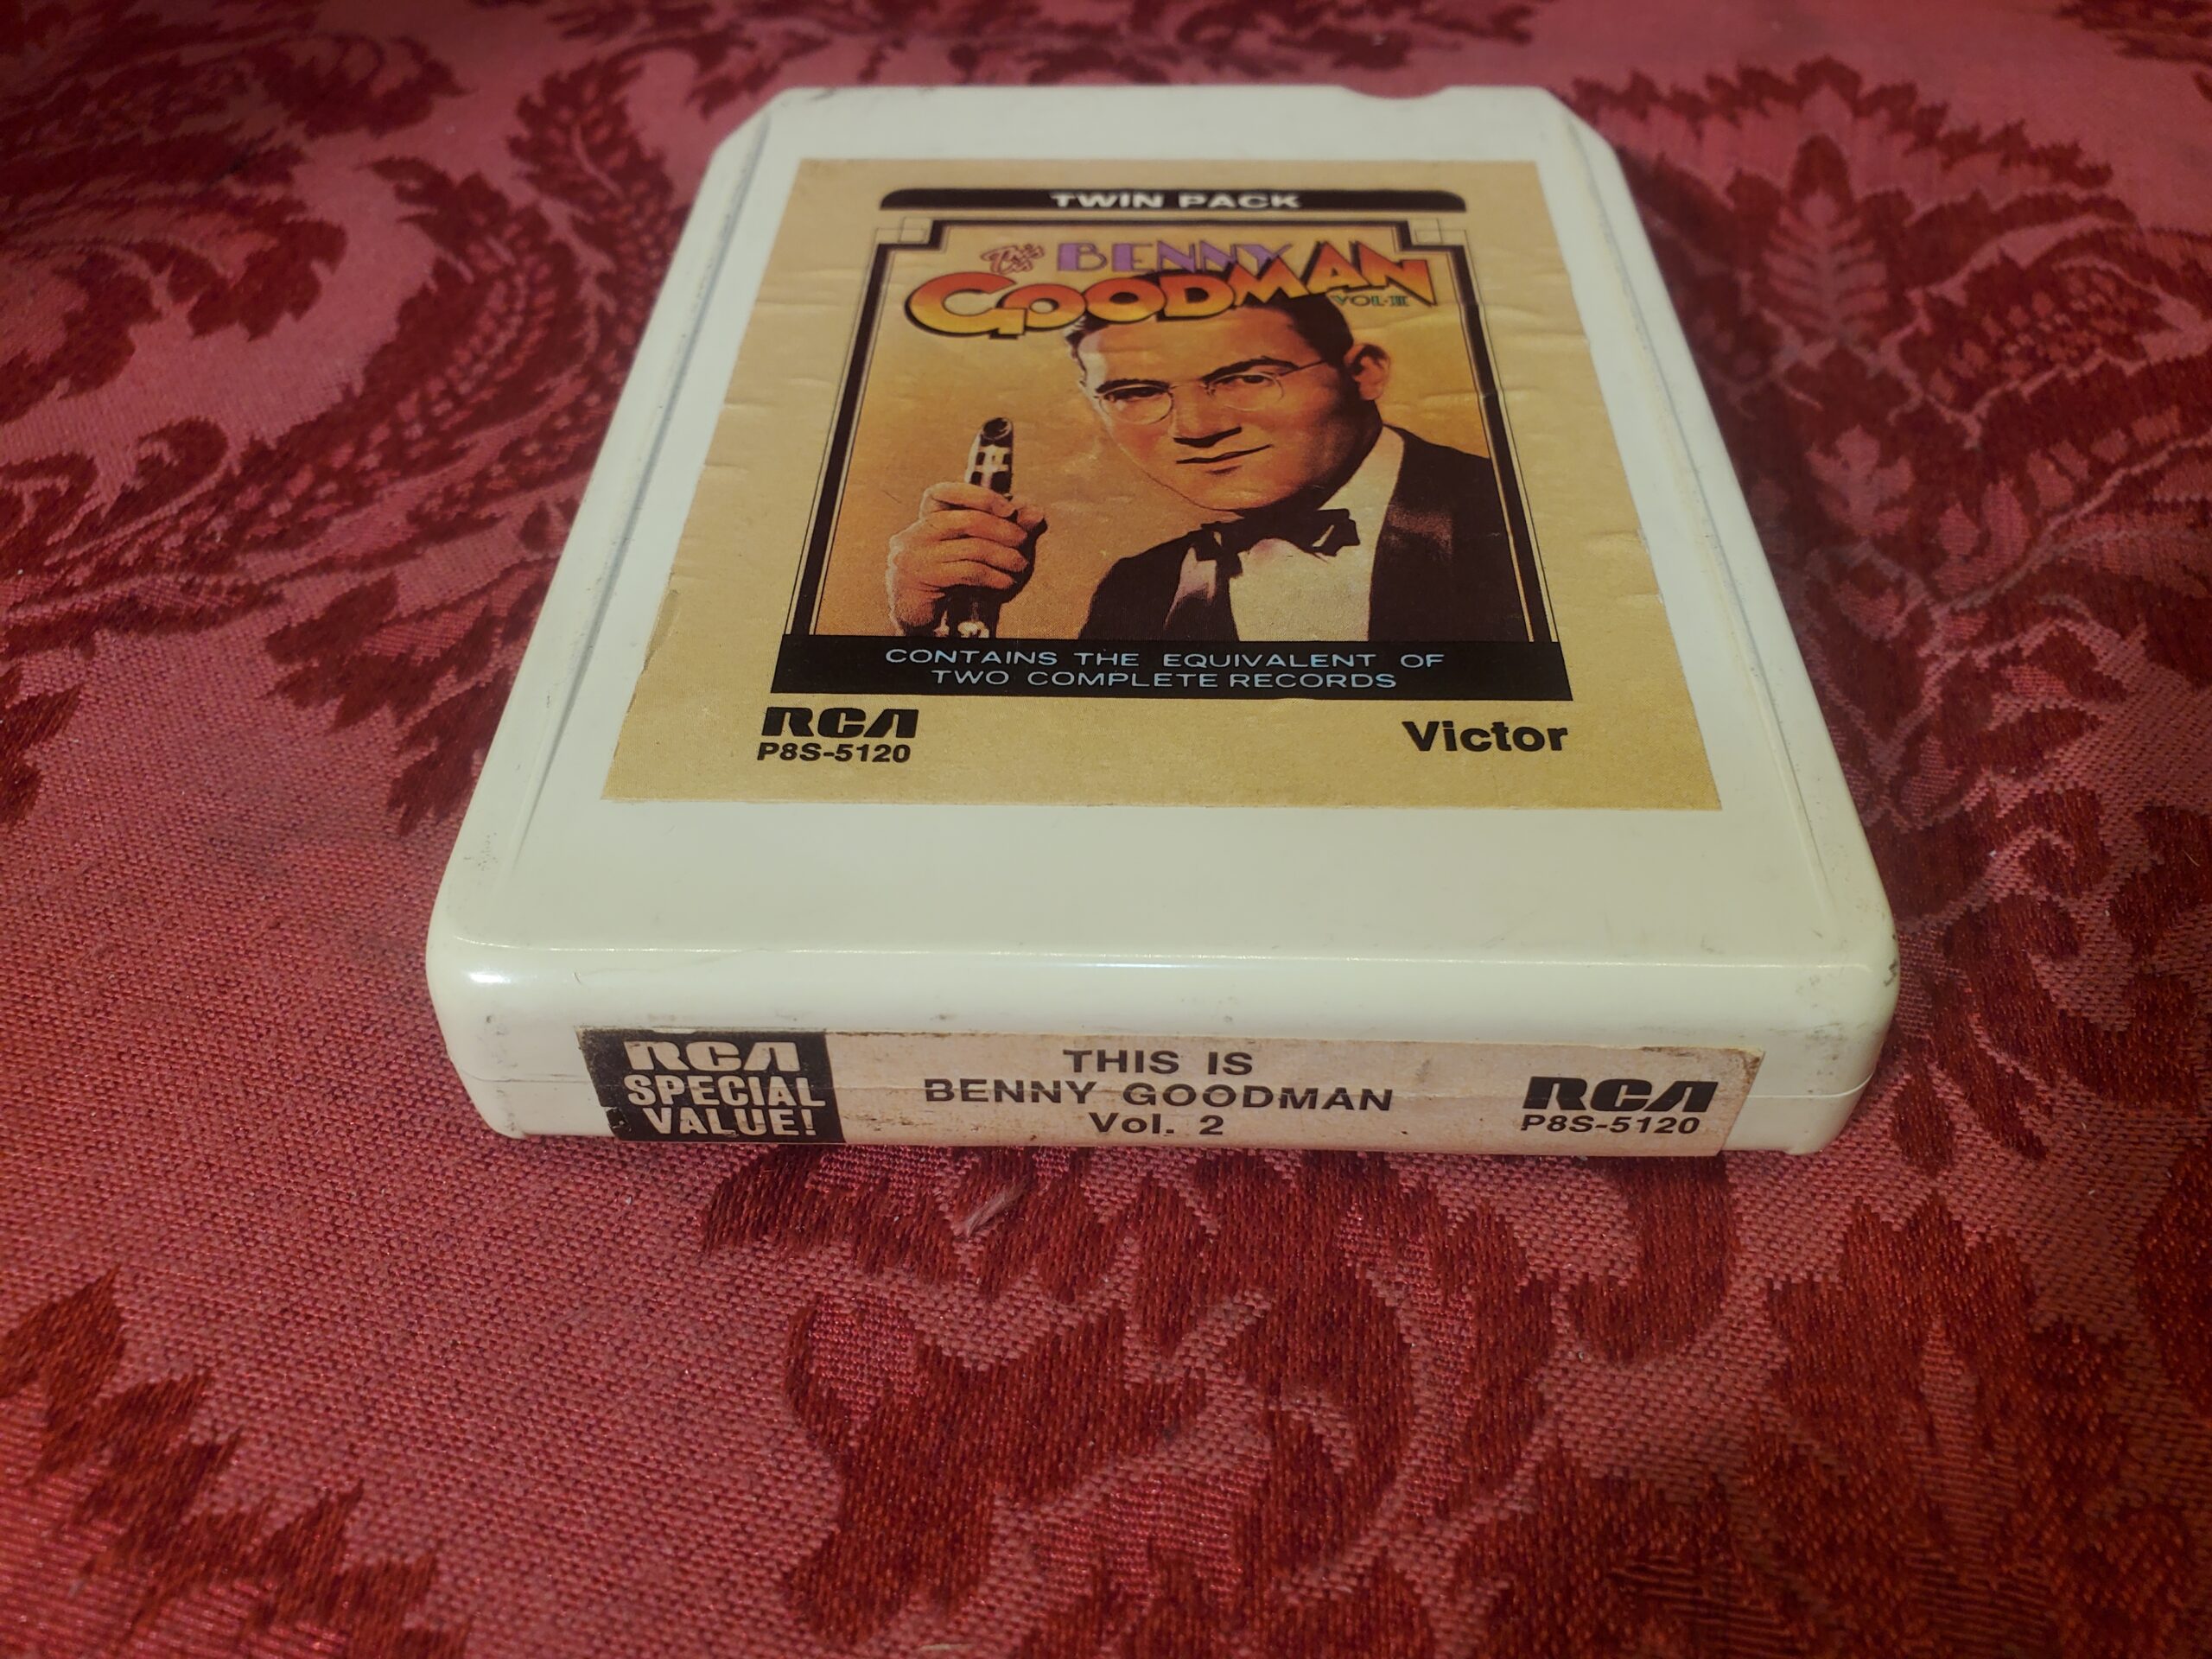 TWIN PACK
This is BENNY
GOODMAN
VOL·II
CONTAINS THE EQUIVALENT OF
TWO COMPLETE RECORDS
RCA
P8S-5120
Victor
RCA
SPECIAL
VALUE!
THIS IS
BENNY GOODMAN
Vol. 2
RCA
P8S-5120